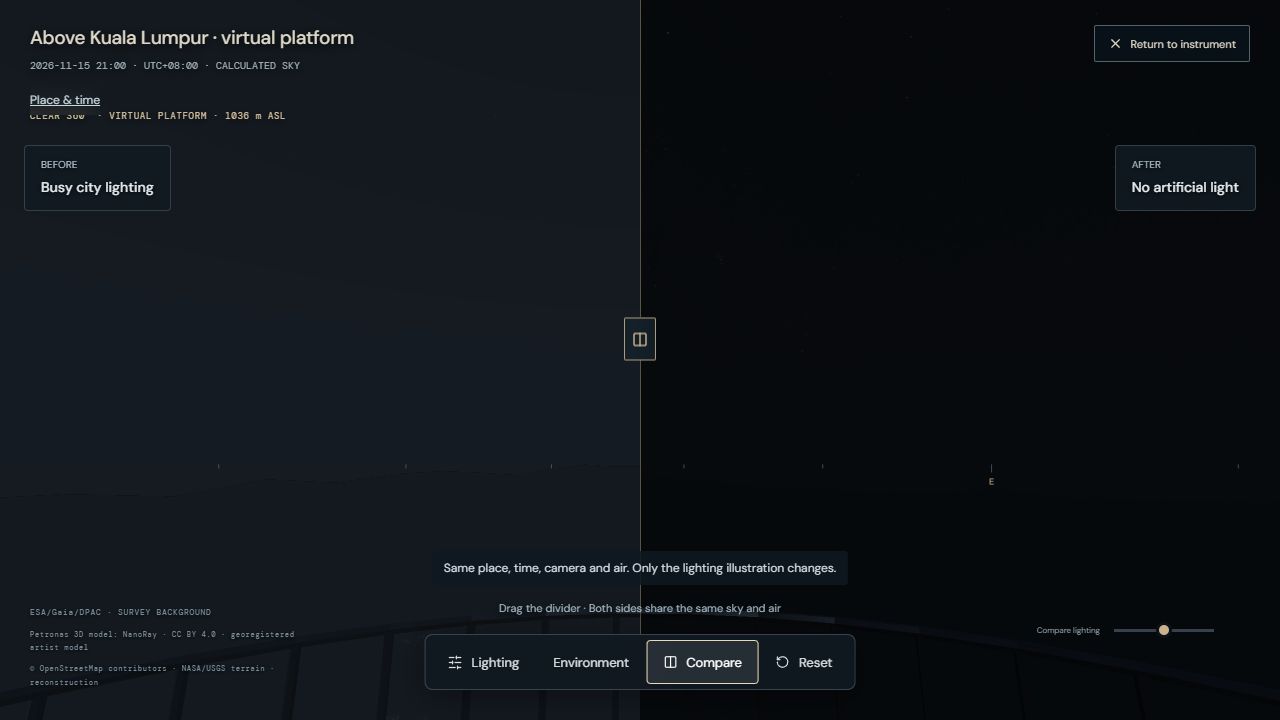 Above Kuala Lumpur · virtual platform
2026-11-15 21:00 · UTC+08:00 · CALCULATED SKY
Return to instrument
Place & time
CLEAR 360° · VIRTUAL PLATFORM · 1036 m ASL
BEFORE
Busy city lighting
AFTER
No artificial light
E
Same place, time, camera and air. Only the lighting illustration changes.
Drag the divider · Both sides share the same sky and air
ESA/Gaia/DPAC · SURVEY BACKGROUND
Petronas 3D model: NanoRay · CC BY 4.0 · georegistered
artist model
© OpenStreetMap contributors · NASA/USGS terrain ·
reconstruction
Compare lighting
Lighting
Environment
Compare
Reset